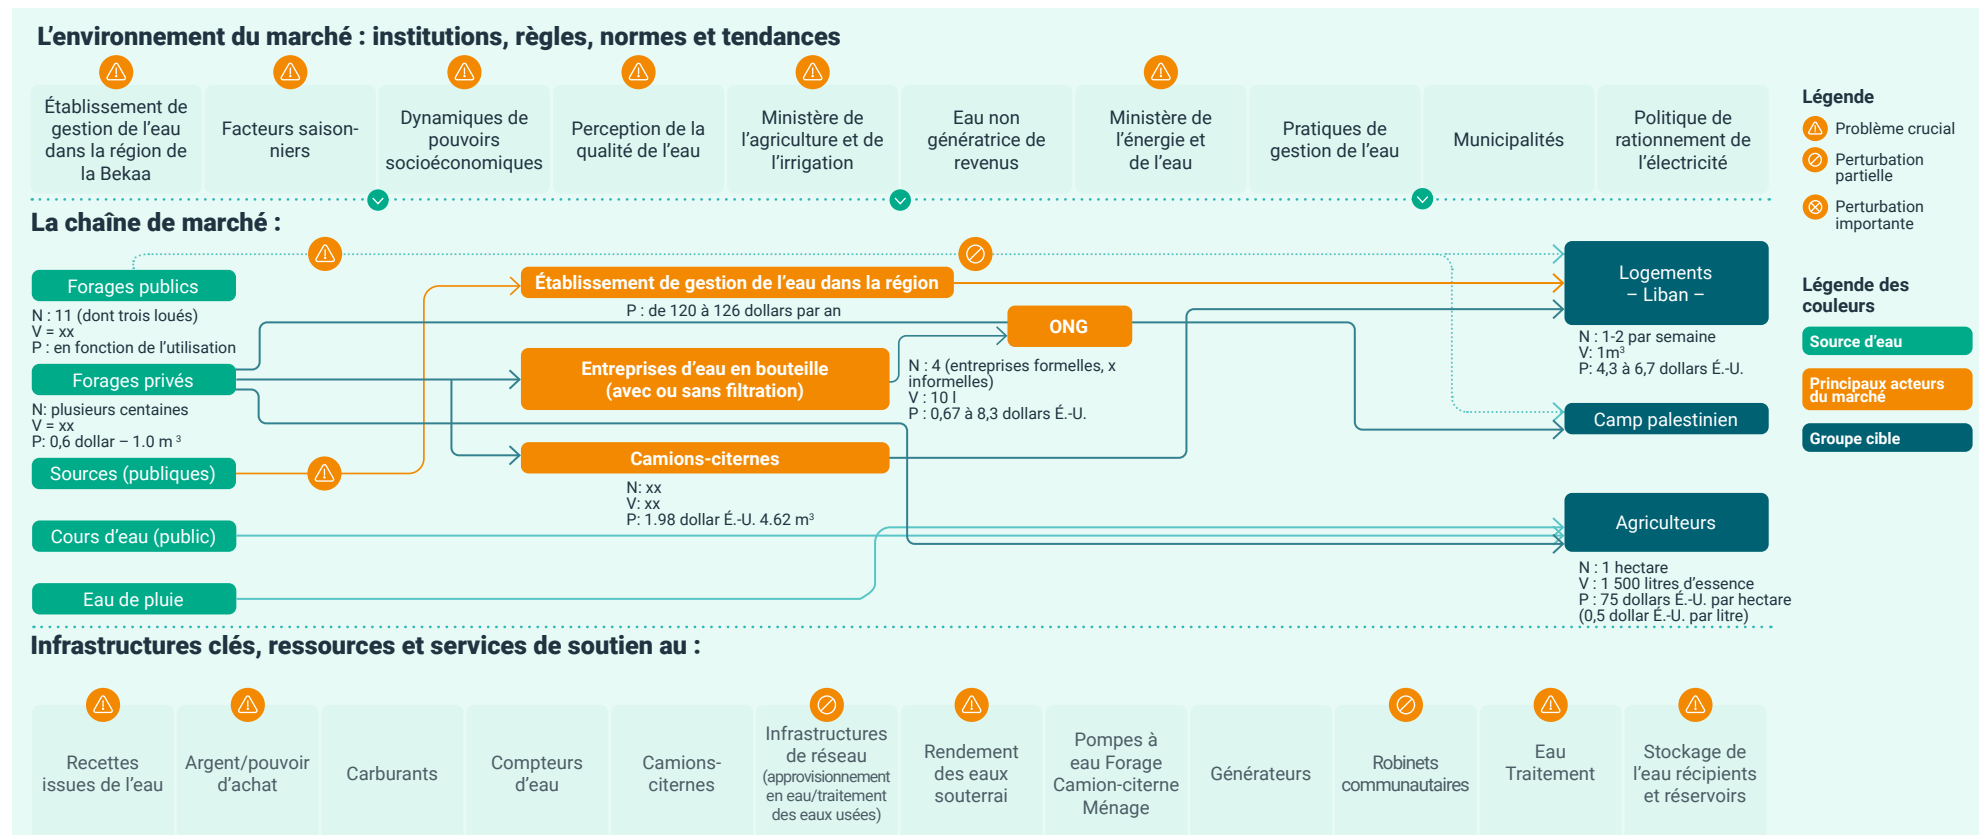 L’environnement du marché : institutions, règles, normes et tendances
Établissement de
gestion de l’eau
dans la région de
la Bekaa
Facteurs saison-
niers
Dynamiques de
pouvoirs
socioéconomiques
Perception de la
qualité de l’eau
Ministère de
l’agriculture et de
l’irrigation
Eau non
génératrice de
revenus
Ministère de
l’énergie et
de l’eau
Pratiques de
gestion de l’eau
Municipalités
Politique de
rationnement de
l’électricité
Légende
Problème crucial
Perturbation
partielle
Perturbation
importante
Légende des
couleurs
Source d’eau
Principaux acteurs
du marché
Groupe cible
La chaîne de marché :
Forages publics
N : 11 (dont trois loués)
V = xx
P : en fonction de l’utilisation
Forages privés
N: plusieurs centaines
V = xx
P: 0,6 dollar – 1.0 m ³
Sources (publiques)
Cours d’eau (public)
Eau de pluie
Établissement de gestion de l’eau dans la région
P : de 120 à 126 dollars par an
Entreprises d’eau en bouteille
(avec ou sans filtration)
N : 4 (entreprises formelles, x
informelles)
V : 10 l
P : 0,67 à 8,3 dollars É.-U.
ONG
Camions-citernes
N: xx
V: xx
P: 1.98 dollar É.-U. 4.62 m³
Logements
– Liban –
N : 1-2 par semaine
V: 1m³
P: 4,3 à 6,7 dollars É.-U.
Camp palestinien
Agriculteurs
N : 1 hectare
V : 1 500 litres d’essence
P : 75 dollars É.-U. par hectare
(0,5 dollar É.-U. par litre)
Infrastructures clés, ressources et services de soutien au :
Recettes
issues de l’eau
Argent/pouvoir
d’achat
Carburants
Compteurs
d’eau
Camions-
citernes
Infrastructures
de réseau
(approvisionnement
en eau/traitement
des eaux usées)
Rendement
des eaux
souterrai
Pompes à
eau Forage
Camion-citerne
Ménage
Générateurs
Robinets
communautaires
Eau
Traitement
Stockage de
l’eau récipients
et réservoirs